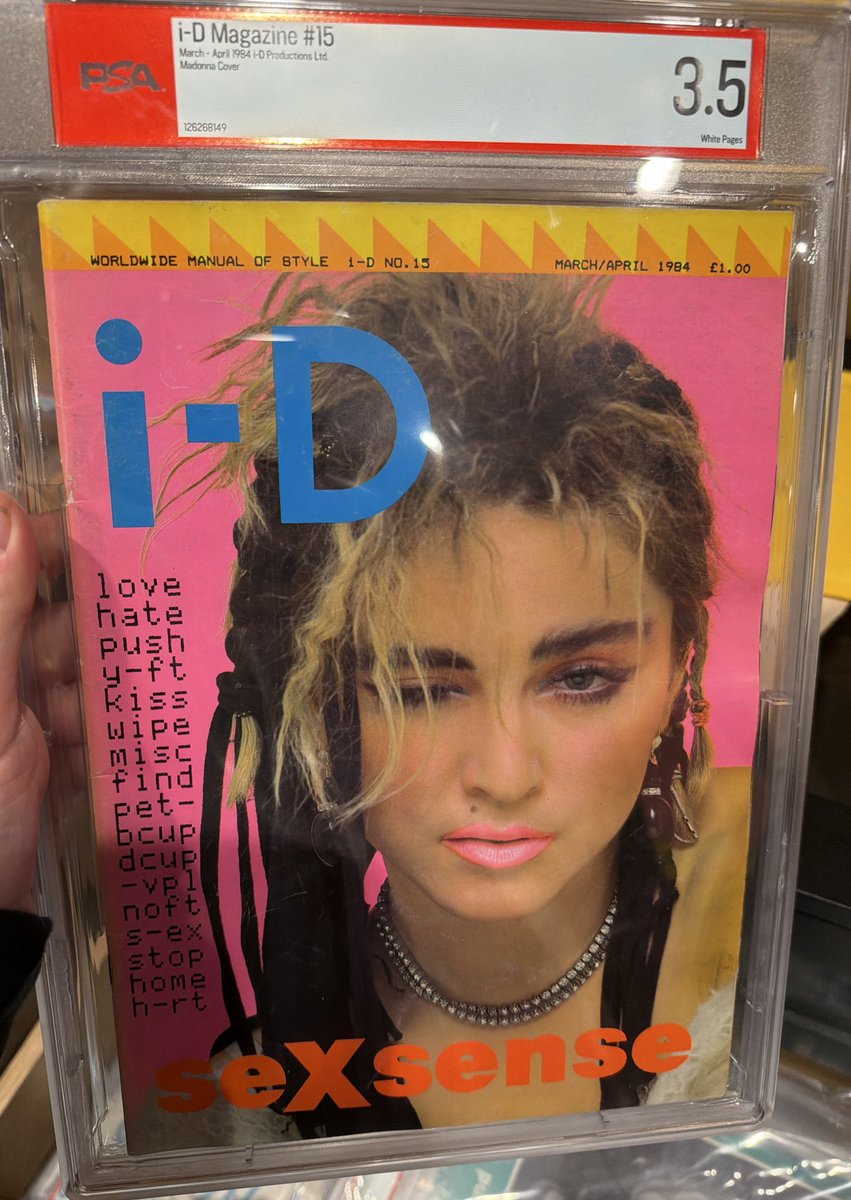 PSA
i-D Magazine #15
March - April 1984 i-D Productions Ltd.
Madonna Cover
126268149
3.5
White Pages
WORLDWIDE MANUAL OF STYLE i-D NO.15 MARCH/APRIL 1984 £1.00
i-D
love
hate
push
y-ft
kiss
wipe
misc
find
pet-
bcup
dcup
-vpl
noft
s-ex
stop
home
h-rt
seXsense